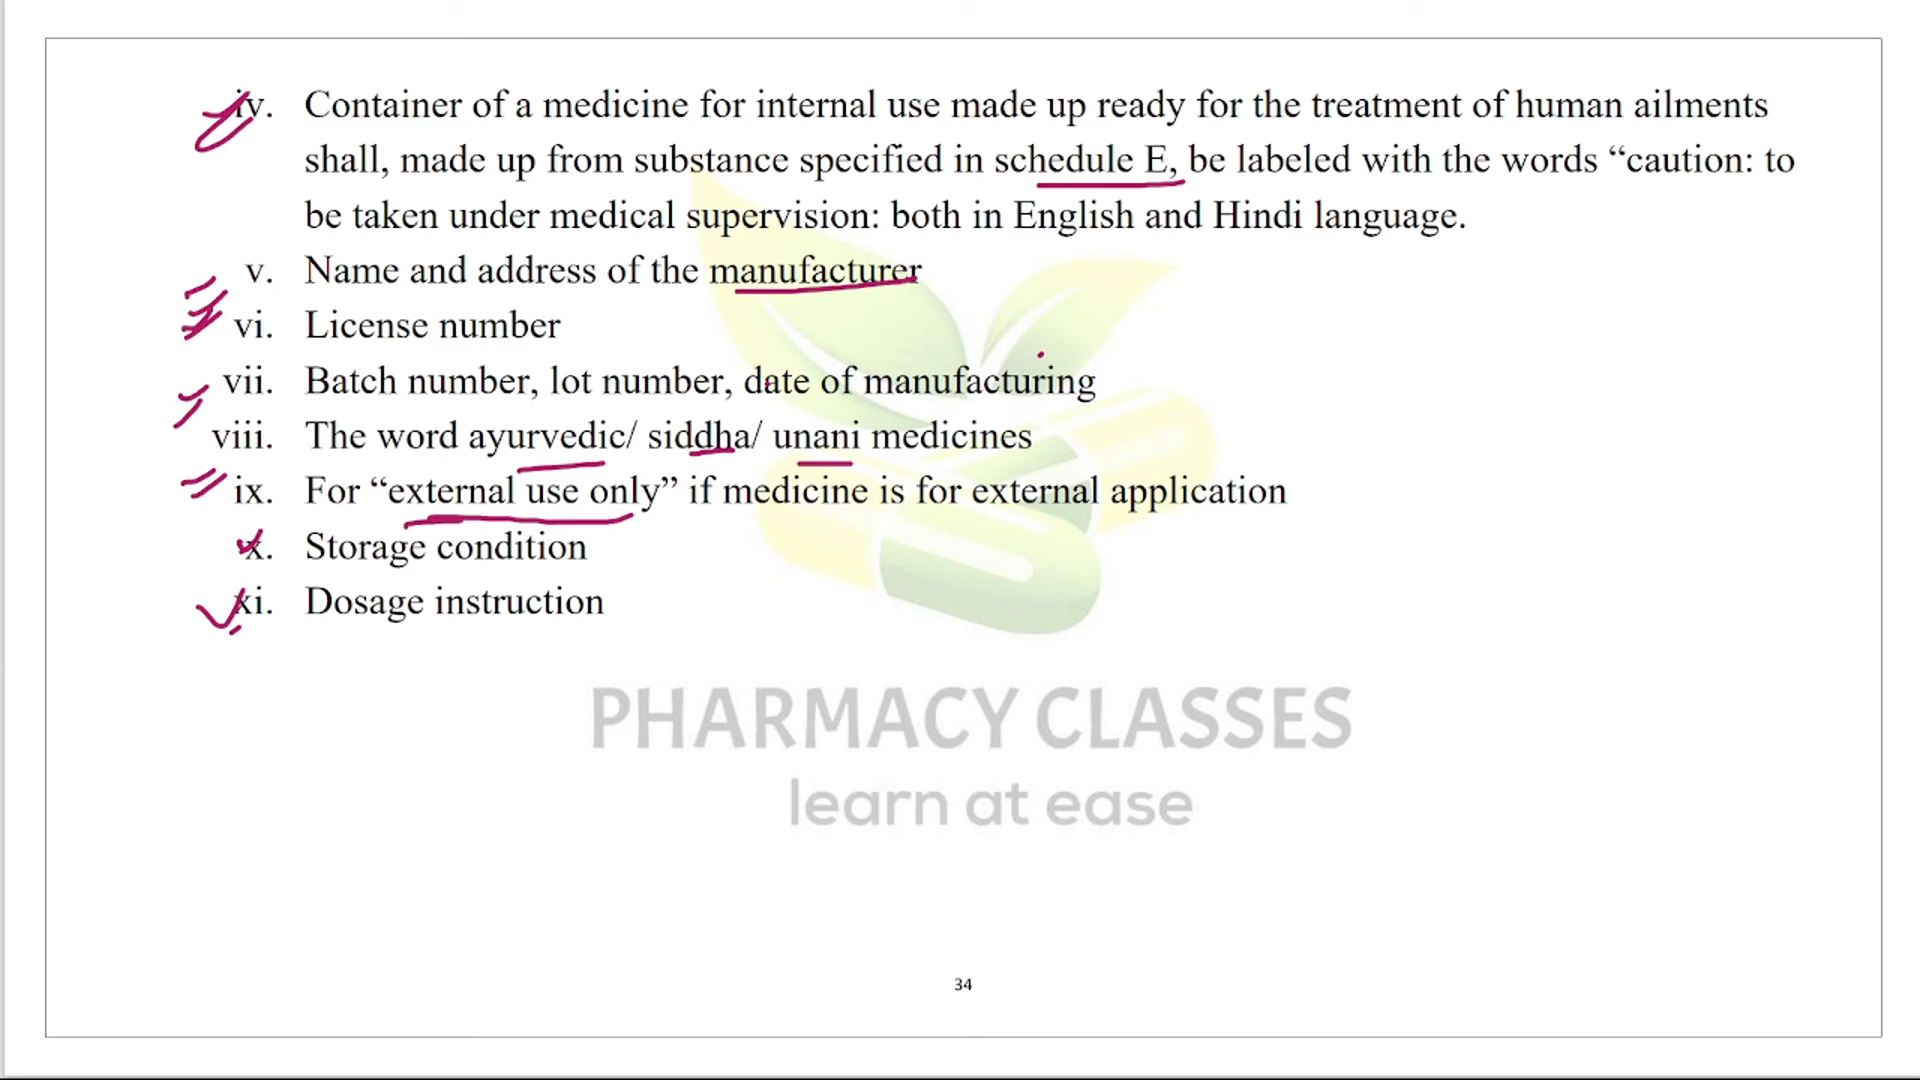 iv. Container of a medicine for internal use made up ready for the treatment of human ailments
shall, made up from substance specified in schedule E, be labeled with the words “caution: to
be taken under medical supervision: both in English and Hindi language.
v. Name and address of the manufacturer
vi. License number
vii. Batch number, lot number, date of manufacturing
viii. The word ayurvedic/ siddha/ unani medicines
ix. For “external use only” if medicine is for external application
x. Storage condition
xi. Dosage instruction
PHARMACY CLASSES
learn at ease
34